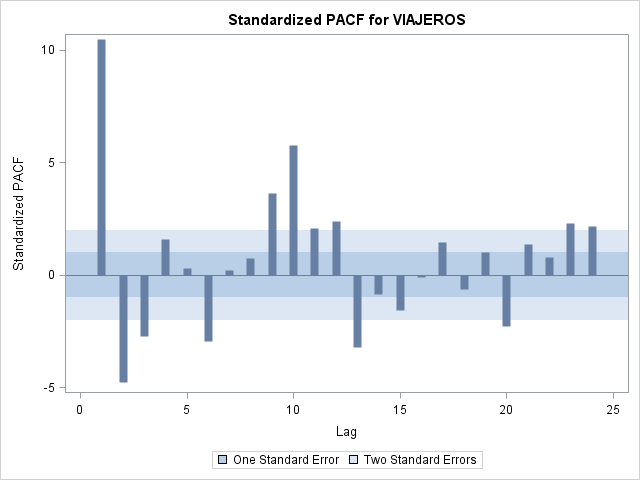 Standardized PACF for VIAJEROS
10
5
0
-5
Standardized PACF
0 5 10 15 20 25
Lag
One Standard Error Two Standard Errors